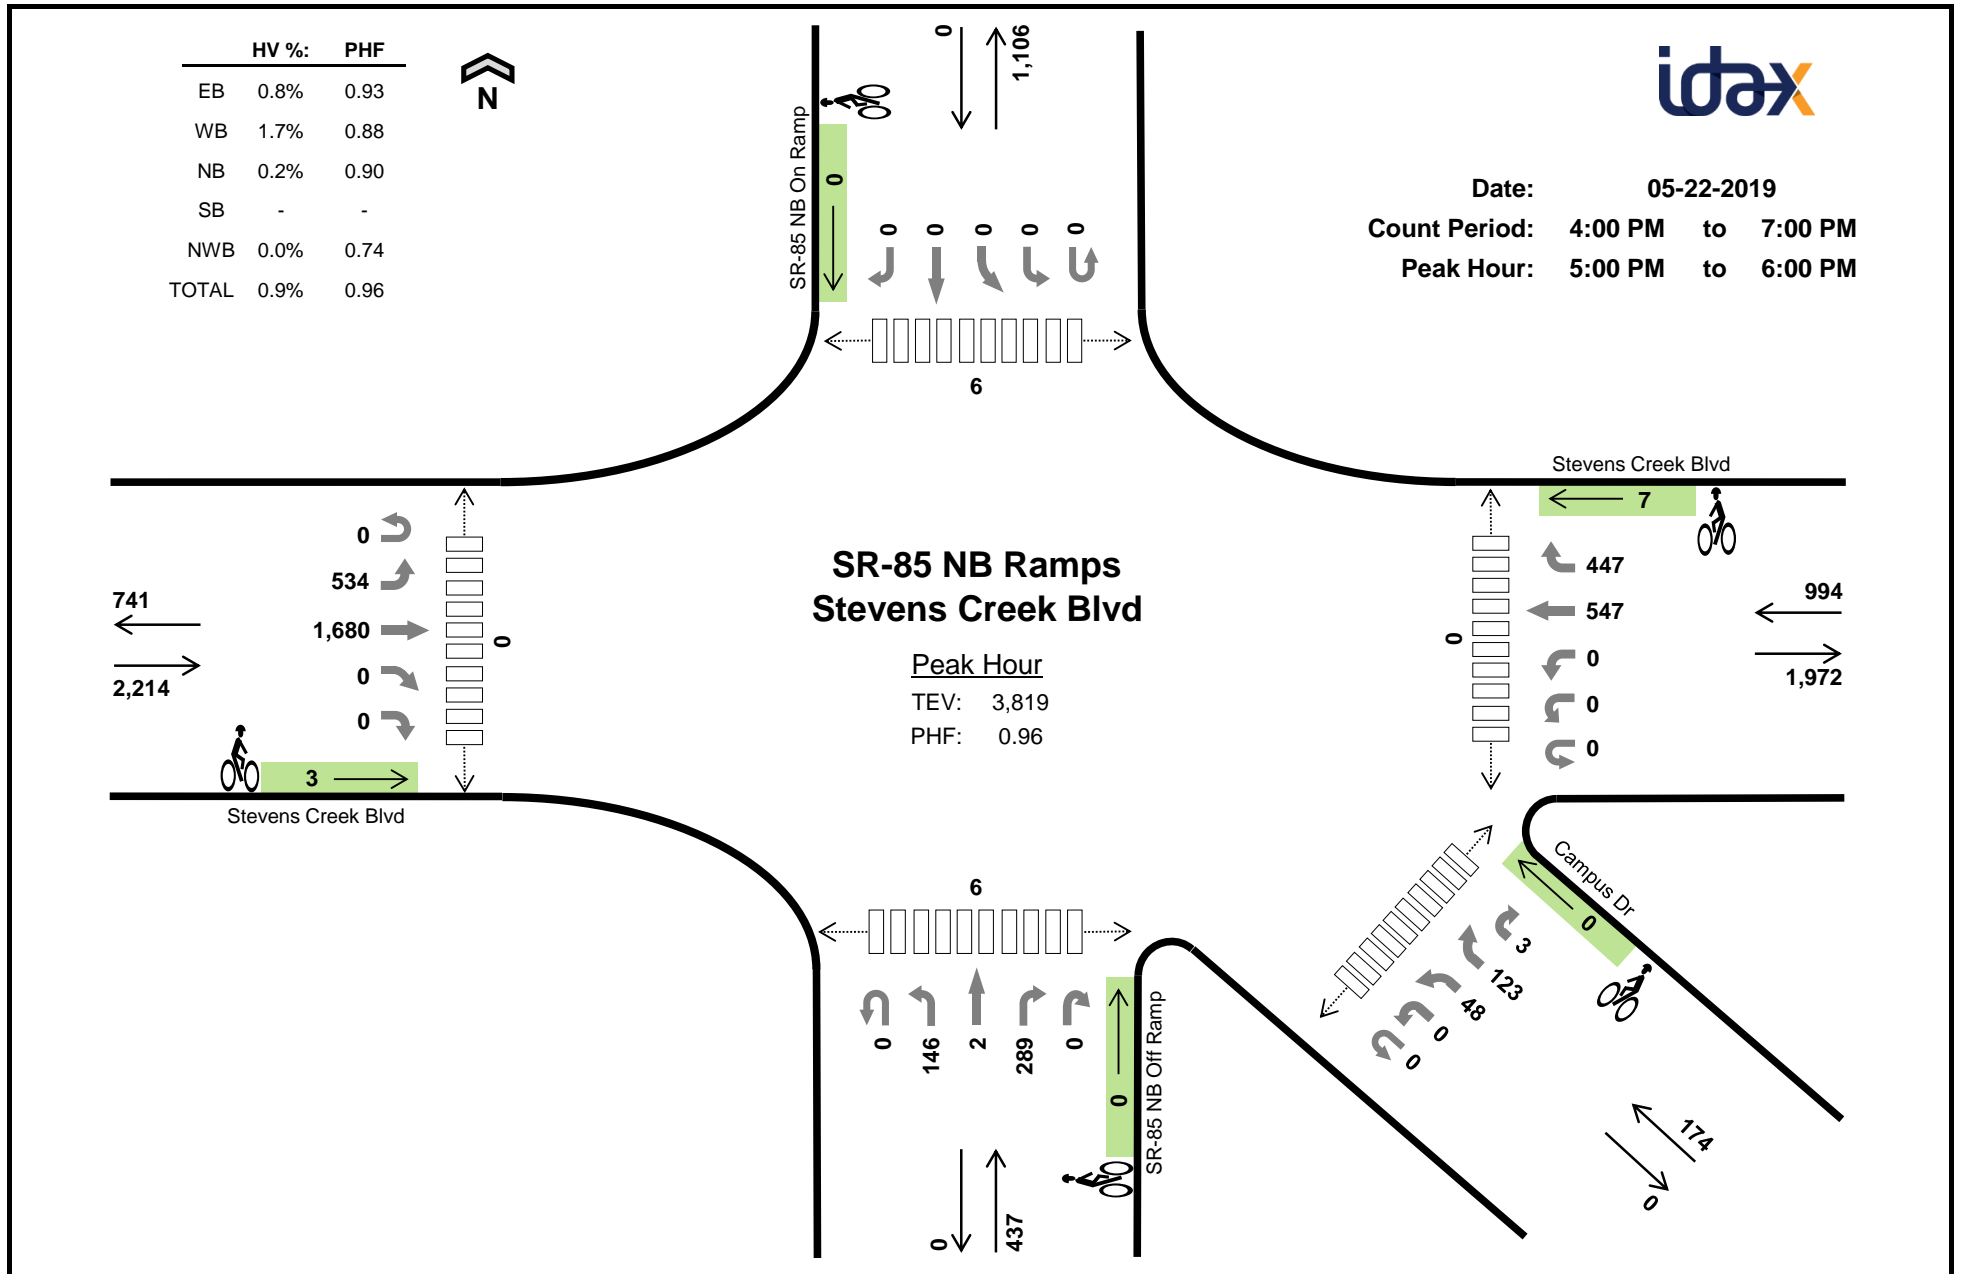 HV %: PHF
EB 0.8% 0.93
WB 1.7% 0.88
NB 0.2% 0.90
SB - -
NWB 0.0% 0.74
TOTAL 0.9% 0.96
N
idax
Date: 05-22-2019
Count Period: 4:00 PM to 7:00 PM
Peak Hour: 5:00 PM to 6:00 PM
0
1,106
SR-85 NB On Ramp
0
0 0 0 0 0
6
Stevens Creek Blvd
7
447
547
0
0
0
0
994
1,972
0
534
1,680
0
0
0
741
2,214
3
Stevens Creek Blvd
SR-85 NB Ramps
Stevens Creek Blvd
Peak Hour
TEV: 3,819
PHF: 0.96
6
0 146 2 289 0
0
SR-85 NB Off Ramp
0
437
Campus Dr
0
3
123
48
0
0
174
0